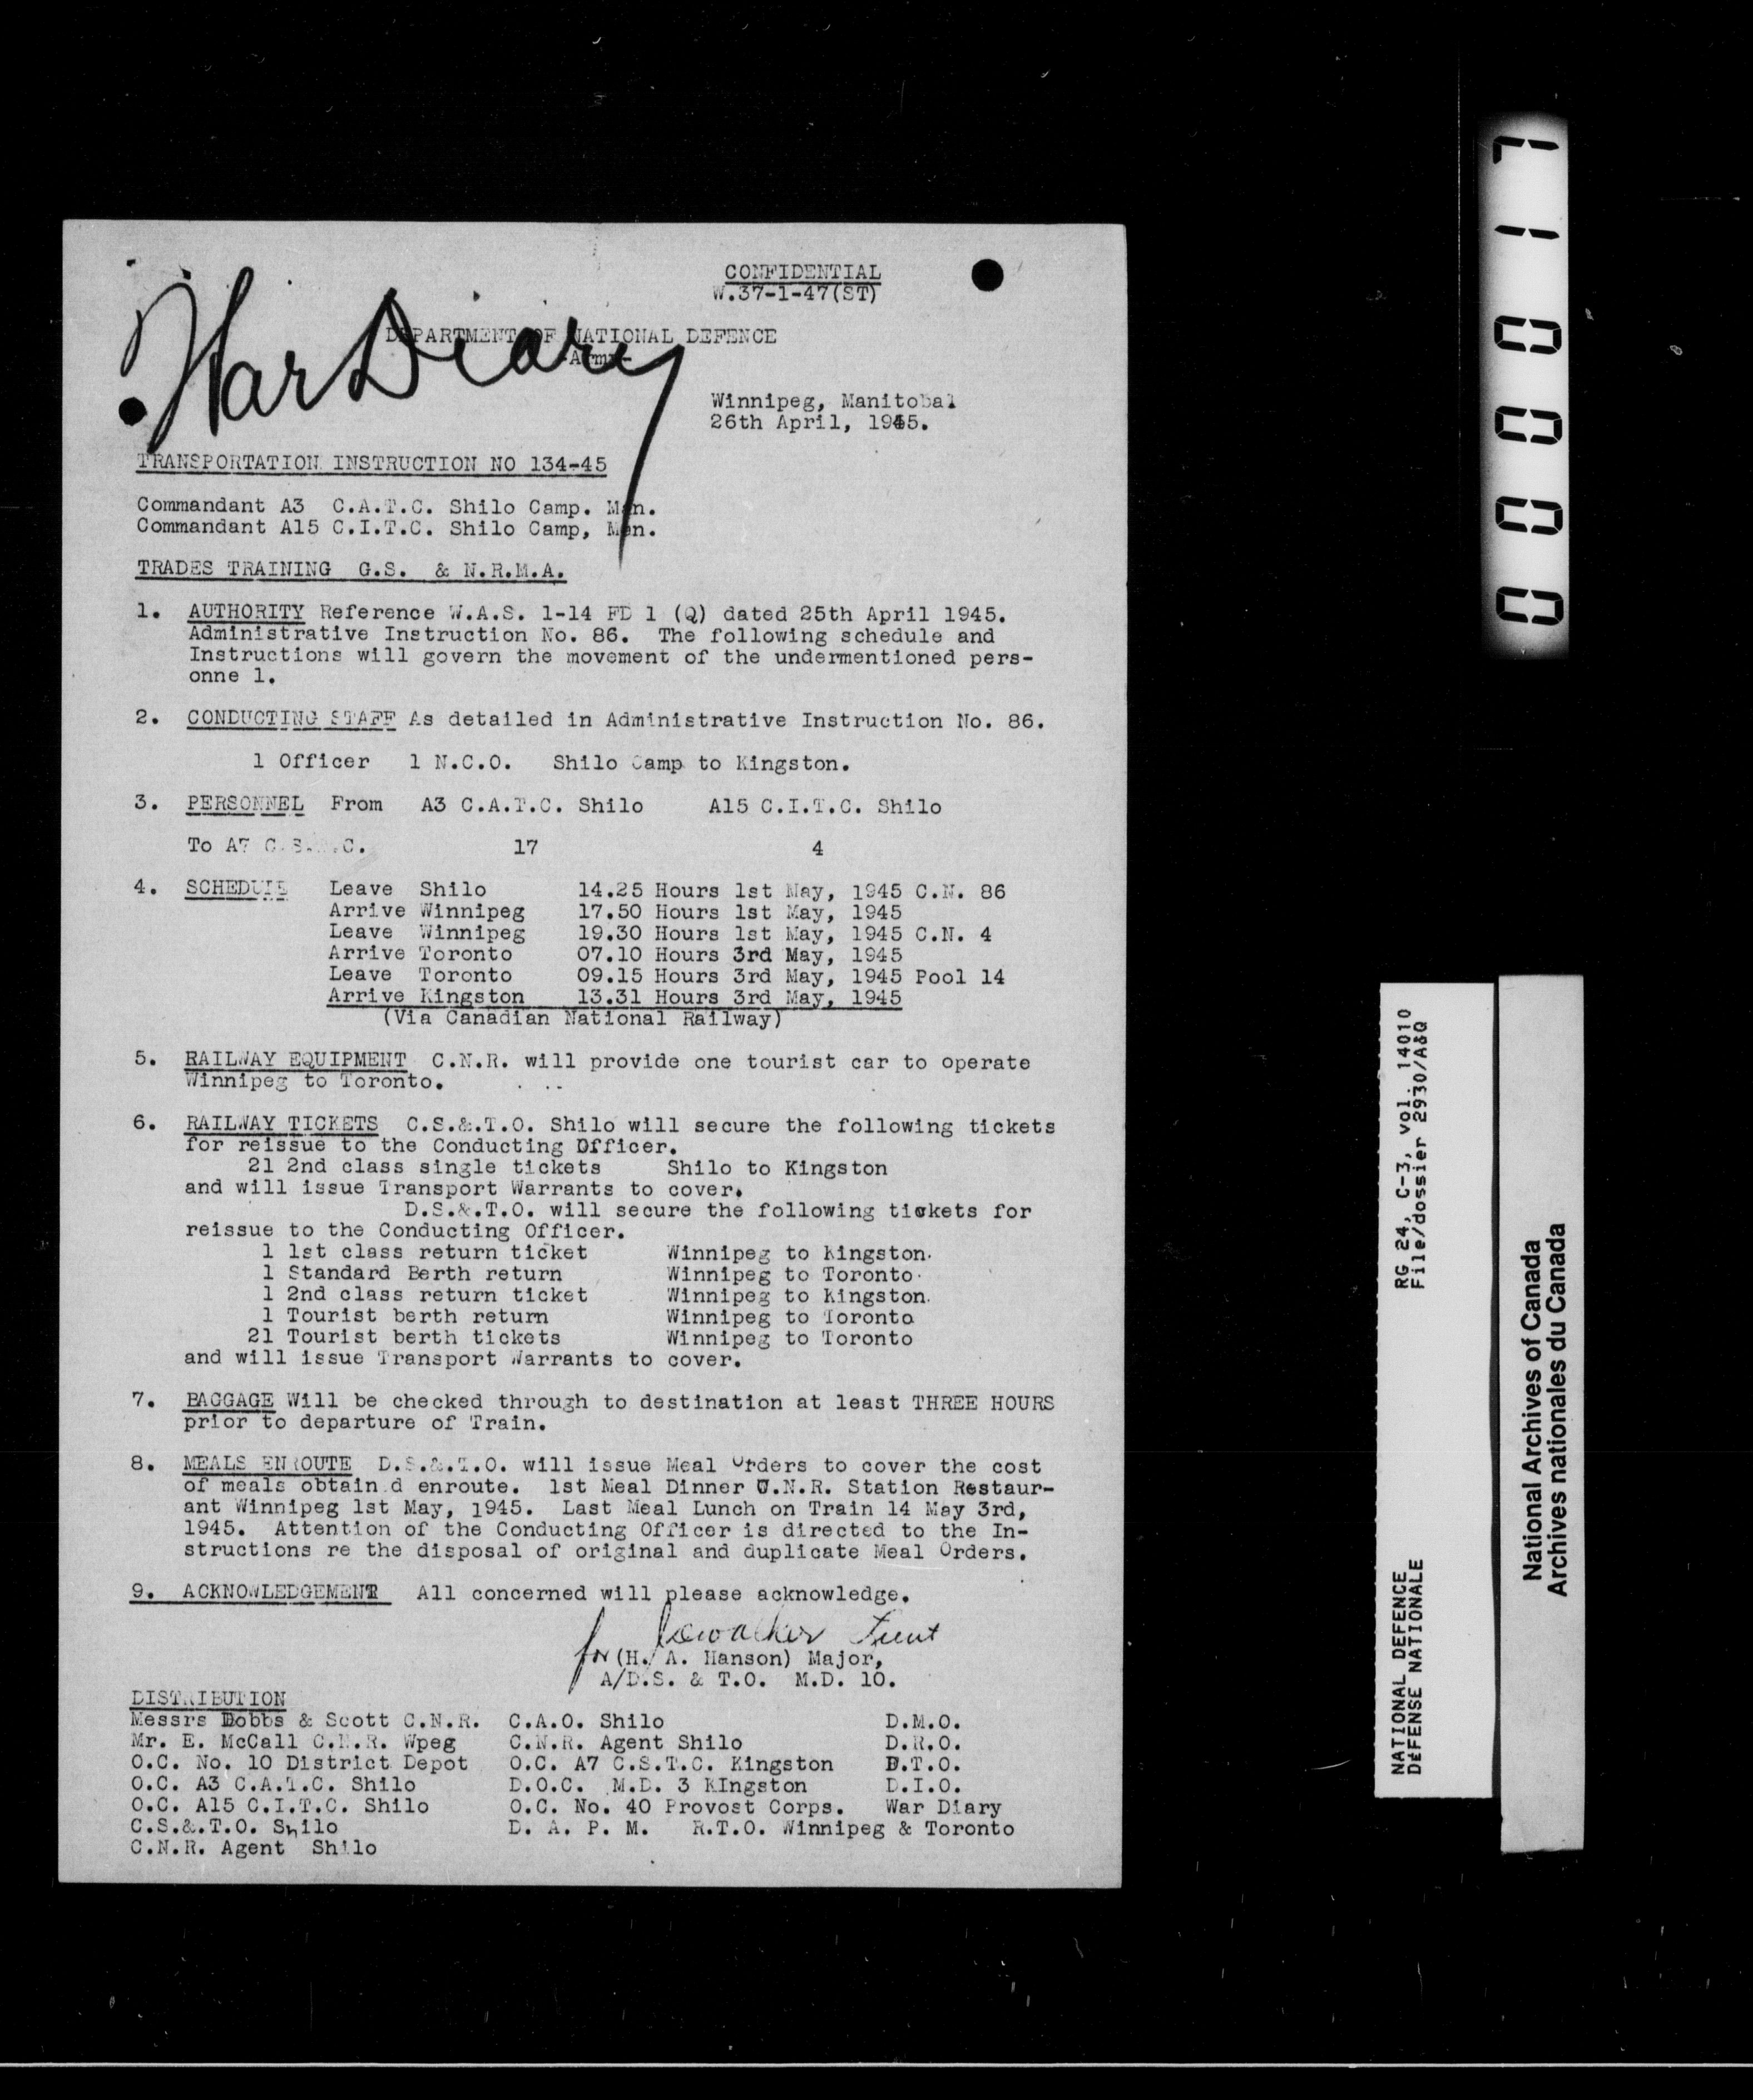 CONFIDENTIAL
W.37-1-47(ST)
War Diary
DEPARTMENT OF NATIONAL DEFENCE
-Army-
Winnipeg, Manitoba
26th April, 1945.
TRANSPORTATION INSTRUCTION NO 134-45
Commandant A3 C.A.T.C. Shilo Camp. Man.
Commandant A15 C.I.T.C. Shilo Camp, Man.
TRADES TRAINING G.S. & N.R.M.A.
1. AUTHORITY Reference W.A.S. 1-14 FD 1 (Q) dated 25th April 1945.
Administrative Instruction No. 86. The following schedule and
Instructions will govern the movement of the undermentioned pers-
onne l.
2. CONDUCTING STAFF As detailed in Administrative Instruction No. 86.
1 Officer 1 N.C.O. Shilo Camp to Kingston.
3. PERSONNEL From A3 C.A.T.C. Shilo A15 C.I.T.C. Shilo
To A7 C.S.T.C. 17 4
4. SCHEDULE Leave Shilo 14.25 Hours 1st May, 1945 C.N. 86
Arrive Winnipeg 17.50 Hours 1st May, 1945
Leave Winnipeg 19.30 Hours 1st May, 1945 C.N. 4
Arrive Toronto 07.10 Hours 3rd May, 1945
Leave Toronto 09.15 Hours 3rd May, 1945 Pool 14
Arrive Kingston 13.31 Hours 3rd May, 1945
(Via Canadian National Railway)
5. RAILWAY EQUIPMENT C.N.R. will provide one tourist car to operate
Winnipeg to Toronto.
6. RAILWAY TICKETS C.S.&.T.O. Shilo will secure the following tickets
for reissue to the Conducting Officer.
21 2nd class single tickets Shilo to Kingston
and will issue Transport Warrants to cover.
D.S.&.T.O. will secure the following tickets for
reissue to the Conducting Officer.
1 1st class return ticket Winnipeg to Kingston.
1 Standard Berth return Winnipeg to Toronto.
1 2nd class return ticket Winnipeg to Kingston.
1 Tourist berth return Winnipeg to Toronto
21 Tourist berth tickets Winnipeg to Toronto
and will issue Transport Warrants to cover.
7. BAGGAGE Will be checked through to destination at least THREE HOURS
prior to departure of Train.
8. MEALS ENROUTE D.S.&.T.O. will issue Meal Orders to cover the cost
of meals obtained enroute. 1st Meal Dinner C.N.R. Station Restaur-
ant Winnipeg 1st May, 1945. Last Meal Lunch on Train 14 May 3rd,
1945. Attention of the Conducting Officer is directed to the In-
structions re the disposal of original and duplicate Meal Orders.
9. ACKNOWLEDGEMENT All concerned will please acknowledge.
for (H. A. Hanson) Major,
A/D.S. & T.O. M.D. 10.
DISTRIBUTION
Messrs Dobbs & Scott C.N.R. C.A.O. Shilo D.M.O.
Mr. E. McCall C.N.R. Wpeg C.N.R. Agent Shilo D.R.O.
O.C. No. 10 District Depot O.C. A7 C.S.T.C. Kingston D.T.O.
O.C. A3 C.A.T.C. Shilo D.O.C. M.D. 3 KIngston D.I.O.
O.C. A15 C.I.T.C. Shilo O.C. No. 40 Provost Corps. War Diary
C.S.&.T.O. Shilo D. A. P. M. R.T.O. Winnipeg & Toronto
C.N.R. Agent Shilo
000017
NATIONAL DEFENCE RG 24, C-3, vol. 14010
DÉFENSE NATIONALE File/dossier 2930/A&Q
National Archives of Canada
Archives nationales du Canada